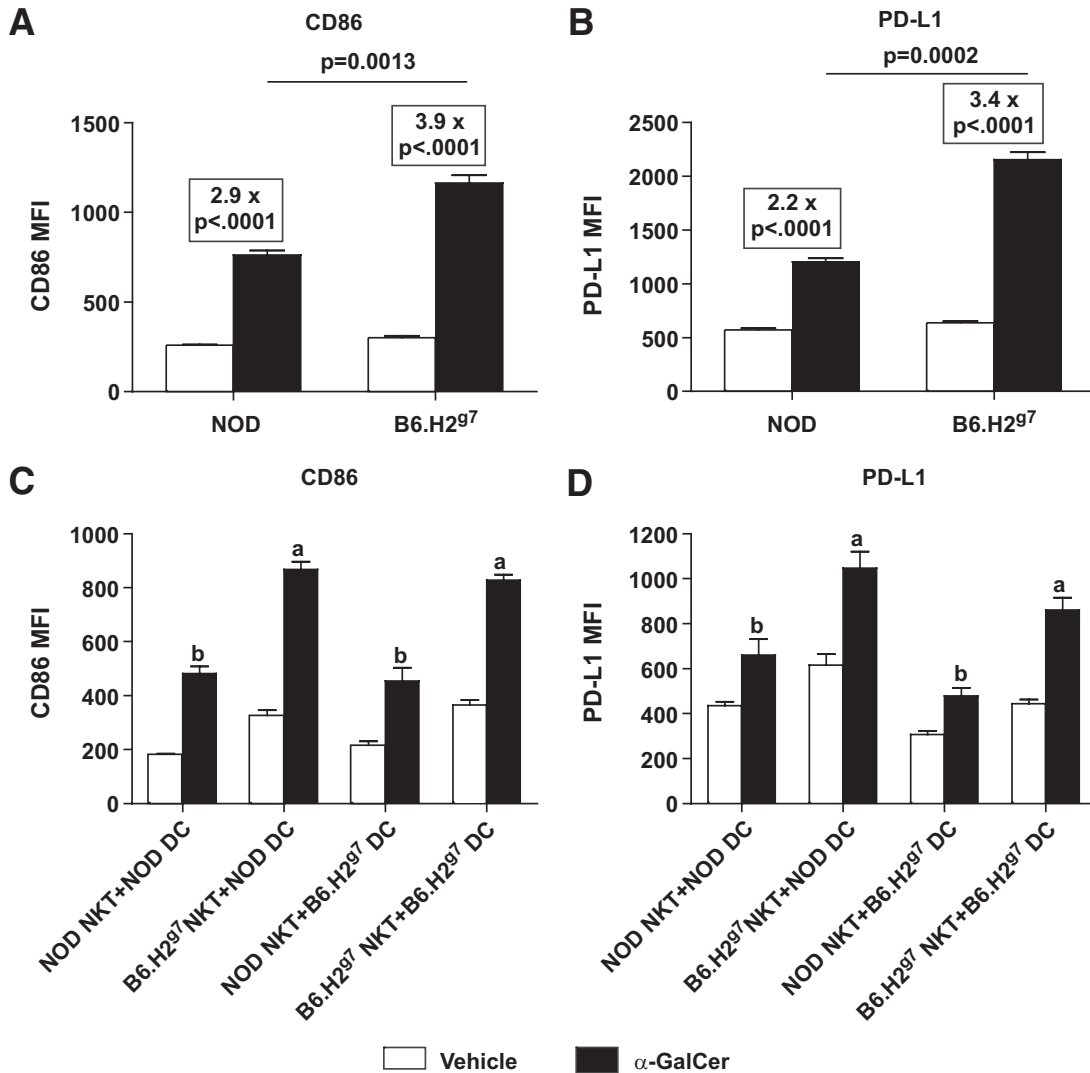 A
CD86
p=0.0013
3.9 x
p<.0001
2.9 x
p<.0001
CD86 MFI
1500
1000
500
0
NOD
B6.H2g7
B
PD-L1
p=0.0002
3.4 x
p<.0001
2.2 x
p<.0001
PD-L1 MFI
2500
2000
1500
1000
500
0
NOD
B6.H2g7
C
CD86
CD86 MFI
1000
800
600
400
200
0
b
a
b
a
NOD NKT+NOD DC
B6.H2g7NKT+NOD DC
NOD NKT+B6.H2g7 DC
B6.H2g7 NKT+B6.H2g7 DC
D
PD-L1
PD-L1 MFI
1200
1000
800
600
400
200
0
b
a
b
a
NOD NKT+NOD DC
B6.H2g7NKT+NOD DC
NOD NKT+B6.H2g7 DC
B6.H2g7 NKT+B6.H2g7 DC
Vehicle
α-GalCer